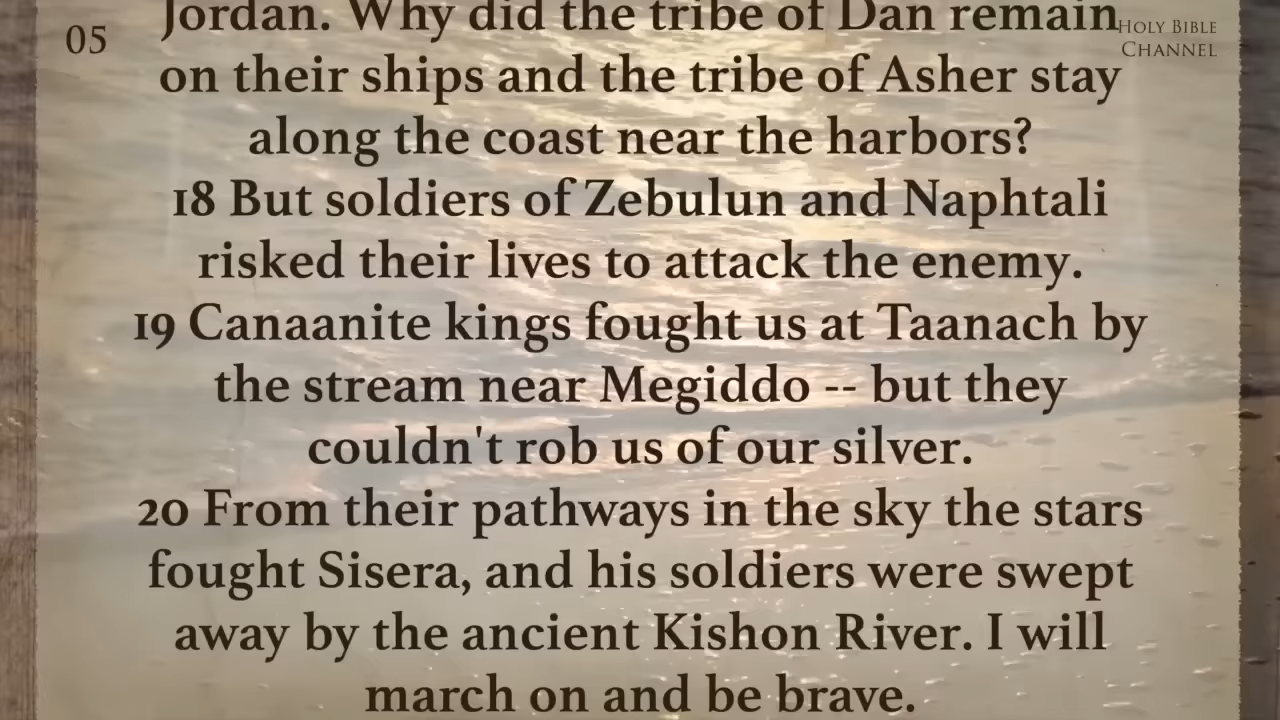 05
HOLY BIBLE
CHANNEL
Jordan. Why did the tribe of Dan remain
on their ships and the tribe of Asher stay
along the coast near the harbors?
18 But soldiers of Zebulun and Naphtali
risked their lives to attack the enemy.
19 Canaanite kings fought us at Taanach by
the stream near Megiddo -- but they
couldn't rob us of our silver.
20 From their pathways in the sky the stars
fought Sisera, and his soldiers were swept
away by the ancient Kishon River. I will
march on and be brave.